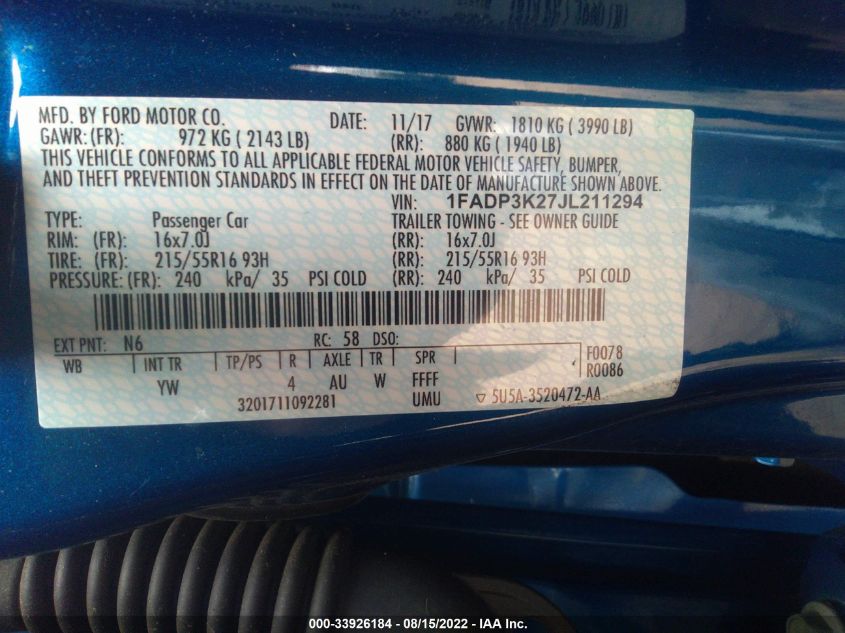 MFD. BY FORD MOTOR CO. DATE: 11/17 GVWR: 1810 KG ( 3990 LB)
GAWR: (FR): 972 KG ( 2143 LB) (RR): 880 KG ( 1940 LB)
THIS VEHICLE CONFORMS TO ALL APPLICABLE FEDERAL MOTOR VEHICLE SAFETY, BUMPER,
AND THEFT PREVENTION STANDARDS IN EFFECT ON THE DATE OF MANUFACTURE SHOWN ABOVE.
VIN: 1FADP3K27JL211294
TYPE: Passenger Car TRAILER TOWING - SEE OWNER GUIDE
RIM: (FR): 16x7.0J (RR): 16x7.0J
TIRE: (FR): 215/55R16 93H (RR): 215/55R16 93H
PRESSURE: (FR): 240 kPa/ 35 PSI COLD (RR): 240 kPa/ 35 PSI COLD
EXT PNT: N6 RC: 58 DSO:
WB INT TR TP/PS R AXLE TR SPR F0078
R0086
YW 4 AU W FFFF
3201711092281 UMU 5U5A-3520472-AA
000-33926184 - 08/15/2022 - IAA Inc.